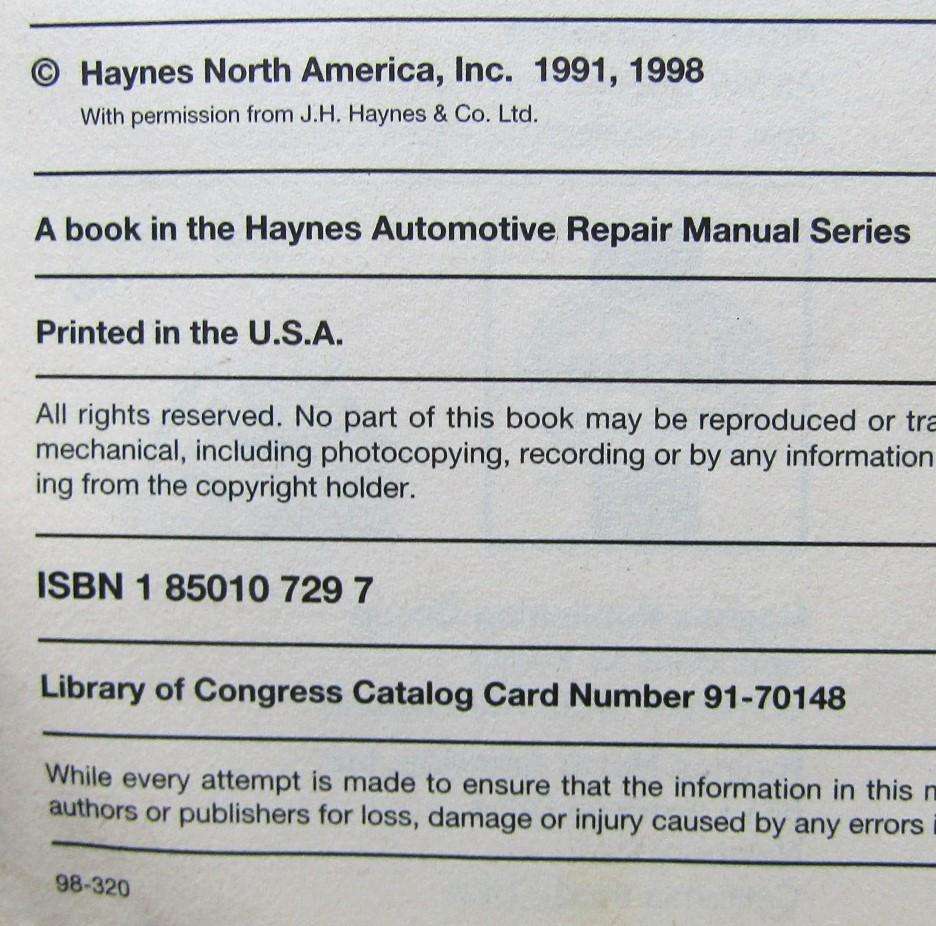 © Haynes North America, Inc. 1991, 1998
With permission from J.H. Haynes & Co. Ltd.
A book in the Haynes Automotive Repair Manual Series
Printed in the U.S.A.
All rights reserved. No part of this book may be reproduced or
mechanical, including photocopying, recording or by any information
ing from the copyright holder.
ISBN 1 85010 729 7
Library of Congress Catalog Card Number 91-70148
While every attempt is made to ensure that the information in this
authors or publishers for loss, damage or injury caused by any errors
98-320